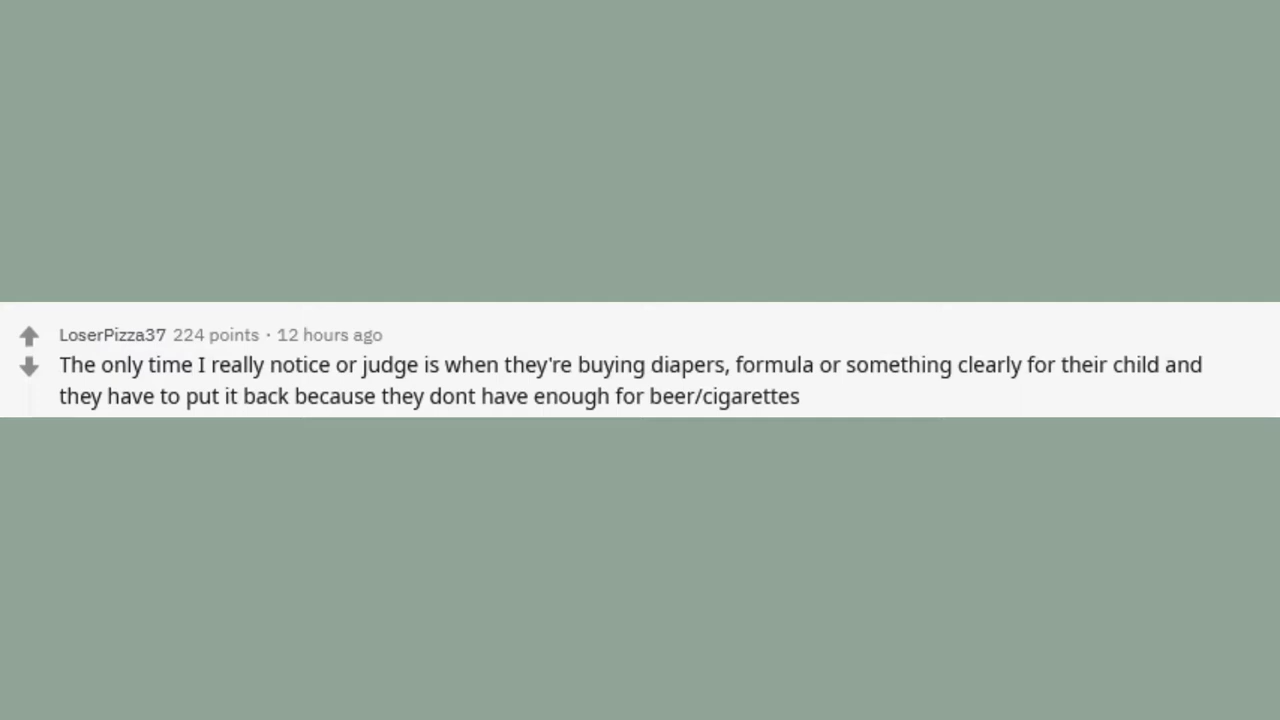 LoserPizza37 224 points · 12 hours ago
The only time I really notice or judge is when they're buying diapers, formula or something clearly for their child and
they have to put it back because they dont have enough for beer/cigarettes